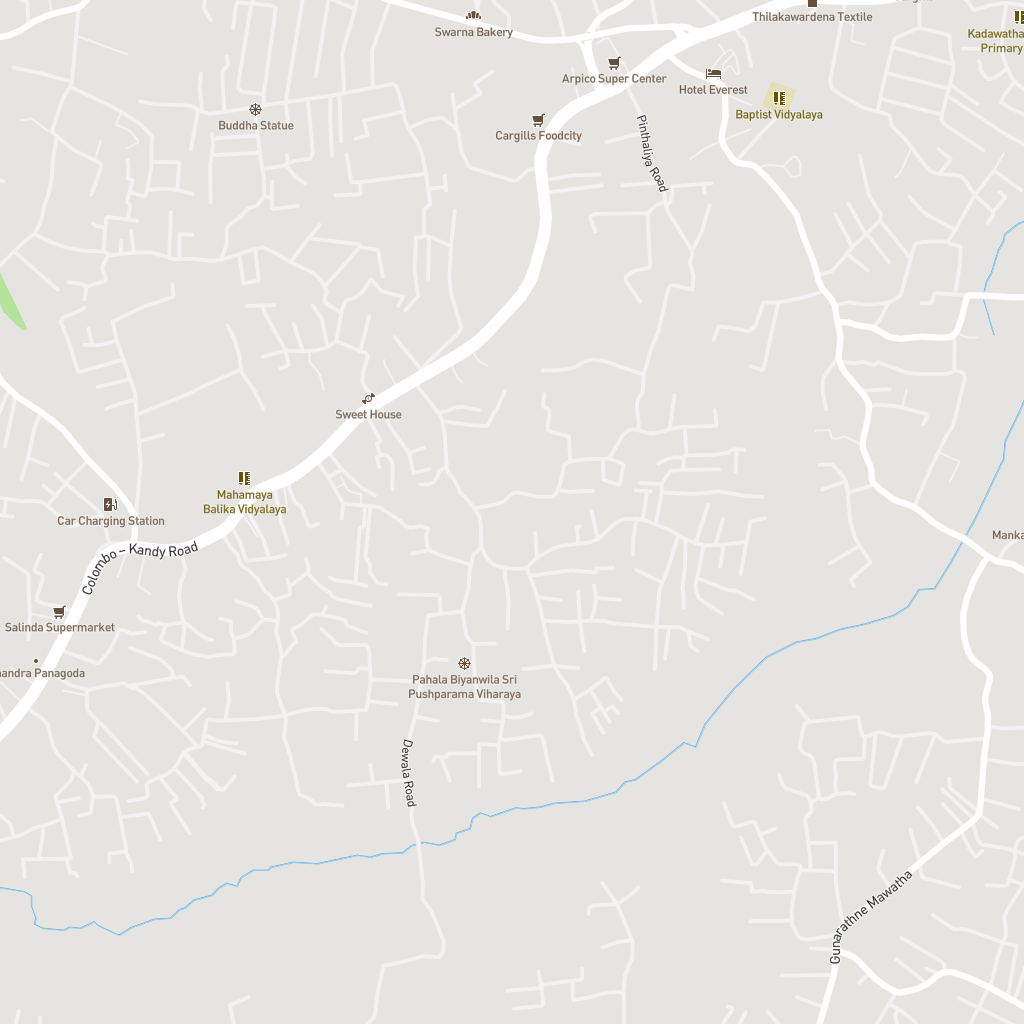 Thilakawardena Textile
Swarna Bakery
Kadawatha
Primary
Arpico Super Center
Hotel Everest
Baptist Vidyalaya
Buddha Statue
Cargills Foodcity
Pinthaliya Road
Sweet House
Mahamaya
Balika Vidyalaya
Car Charging Station
Colombo – Kandy Road
Manka
Salinda Supermarket
andra Panagoda
Pahala Biyanwila Sri
Pushparama Viharaya
Dewala Road
Gunarathne Mawatha